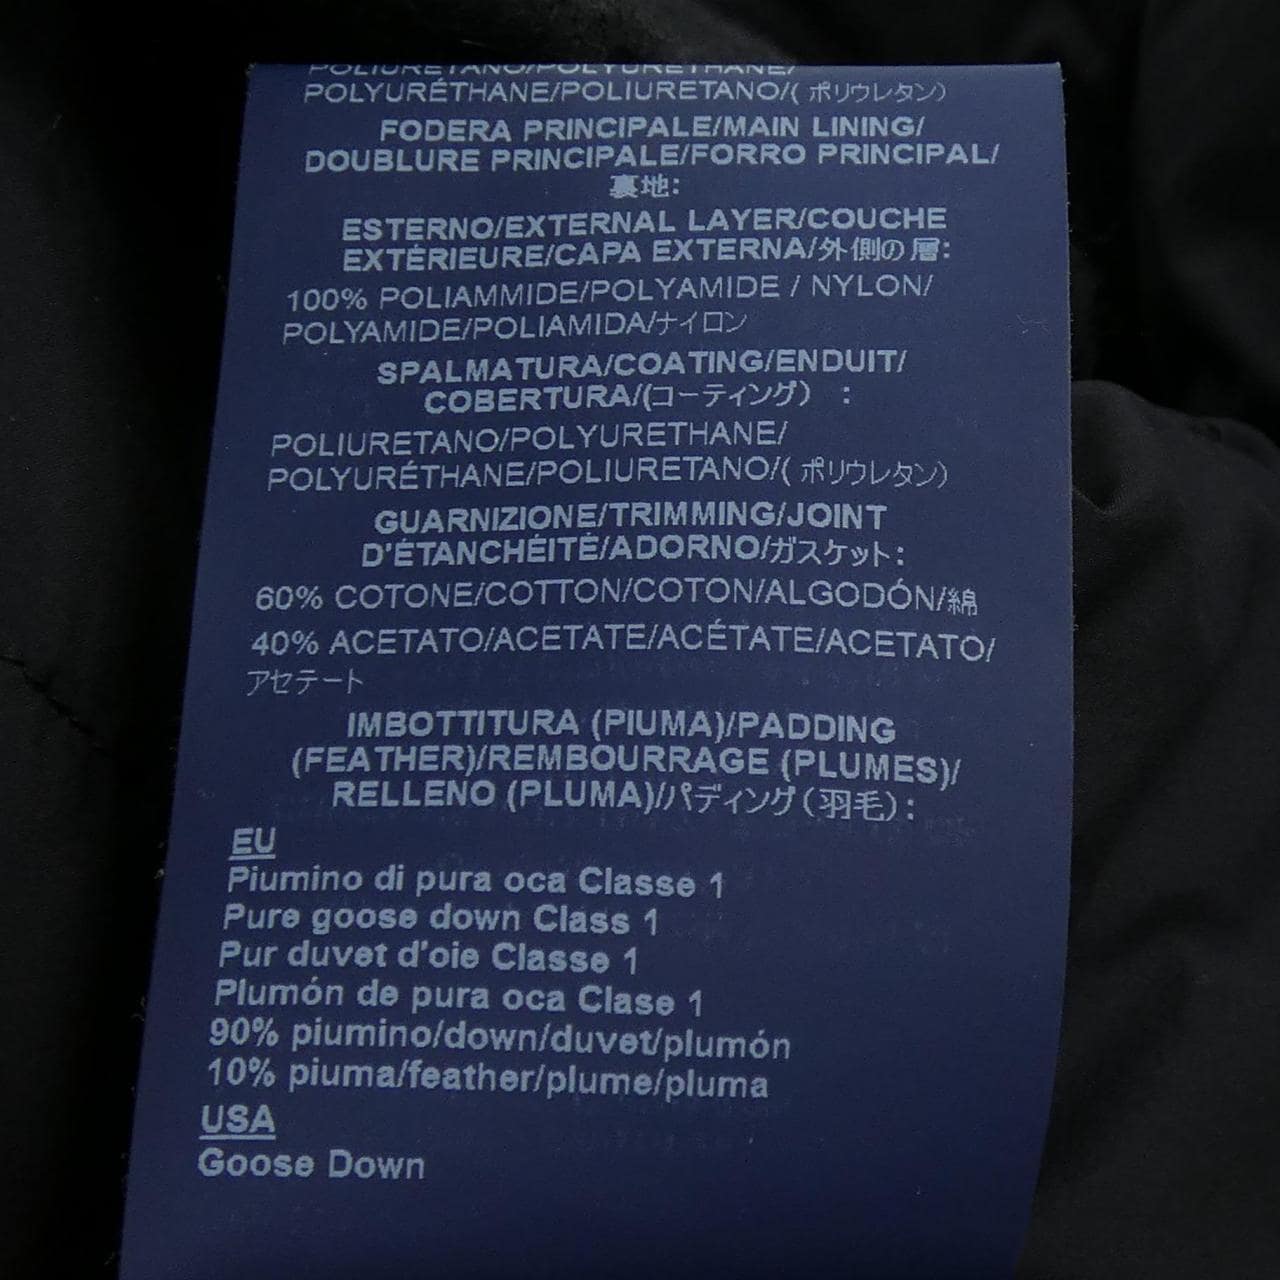 POLIURETANO/POLYURETHANE/
POLYURÉTHANE/POLIURETANO/( ポリウレタン)
FODERA PRINCIPALE/MAIN LINING/
DOUBLURE PRINCIPALE/FORRO PRINCIPAL/
裏地:
ESTERNO/EXTERNAL LAYER/COUCHE
EXTÉRIEURE/CAPA EXTERNA/外側の層:
100% POLIAMMIDE/POLYAMIDE / NYLON/
POLYAMIDE/POLIAMIDA/ナイロン
SPALMATURA/COATING/ENDUIT/
COBERTURA/(コーティング) :
POLIURETANO/POLYURETHANE/
POLYURÉTHANE/POLIURETANO/( ポリウレタン)
GUARNIZIONE/TRIMMING/JOINT
D'ÉTANCHÉITÉ/ADORNO/ガスケット:
60% COTONE/COTTON/COTON/ALGODÓN/綿
40% ACETATO/ACETATE/ACÉTATE/ACETATO/
アセテート
IMBOTTITURA (PIUMA)/PADDING
(FEATHER)/REMBOURRAGE (PLUMES)/
RELLENO (PLUMA)/パディング(羽毛):
EU
Piumino di pura oca Classe 1
Pure goose down Class 1
Pur duvet d'oie Classe 1
Plumón de pura oca Clase 1
90% piumino/down/duvet/plumón
10% piuma/feather/plume/pluma
USA
Goose Down